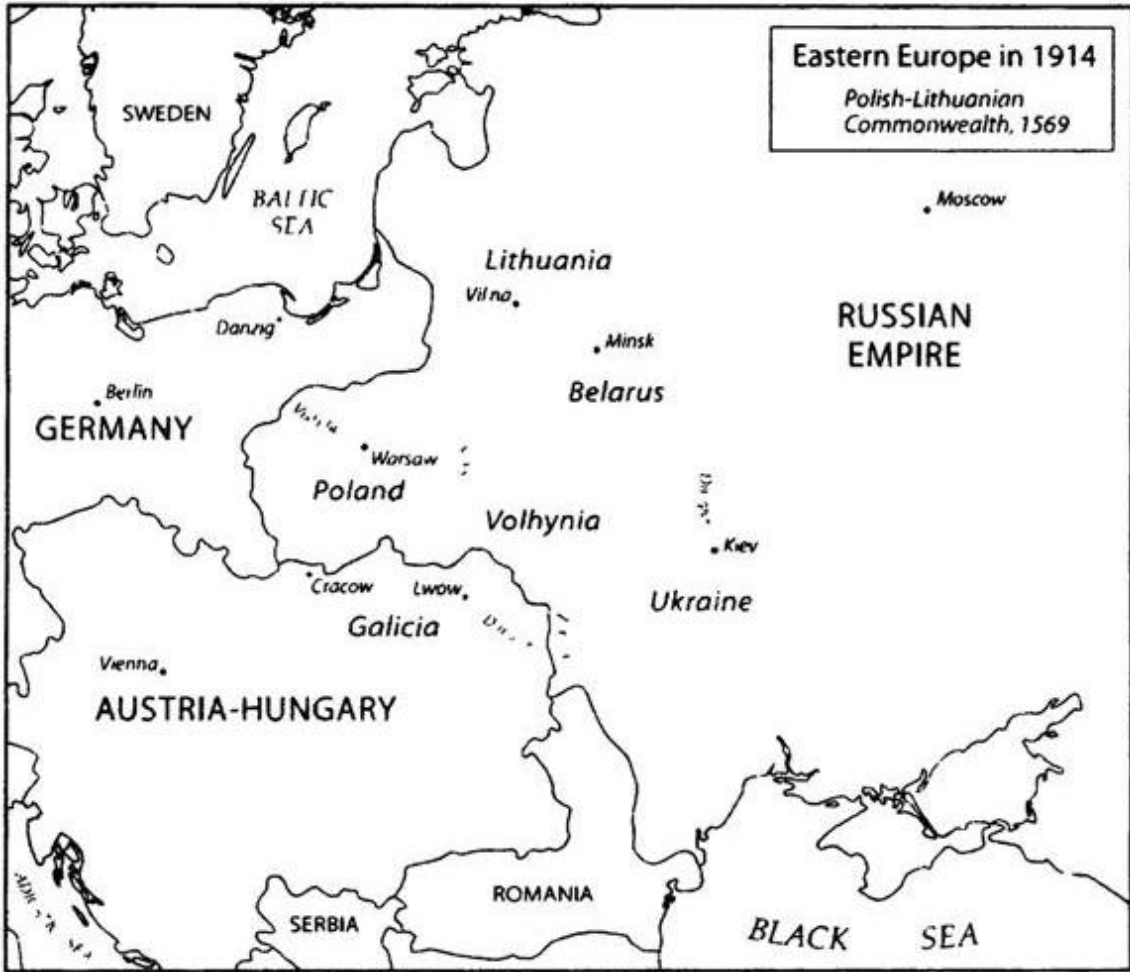 Eastern Europe in 1914
Polish-Lithuanian
Commonwealth, 1569
SWEDEN
BALTIC
SEA
Moscow
Lithuania
Vilna
RUSSIAN
EMPIRE
Danzig
Minsk
Belarus
Berlin
GERMANY
Warsaw
Poland
Volhynia
Kiev
Cracow
Lwow
Ukraine
Galicia
Vienna
AUSTRIA-HUNGARY
ROMANIA
SERBIA
BLACK SEA